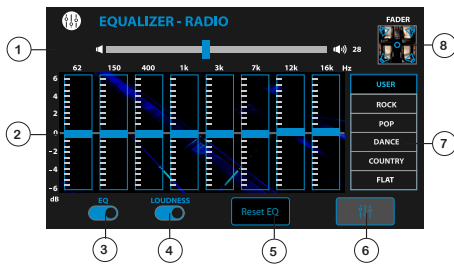 EQUALIZER - RADIO
FADER
28
1
8
62 150 400 1k 3k 7k 12k 16k Hz
6
4
2
0
-2
-4
-6
dB
2
USER
ROCK
POP
DANCE
COUNTRY
FLAT
7
EQ
LOUDNESS
Reset EQ
3
4
5
6